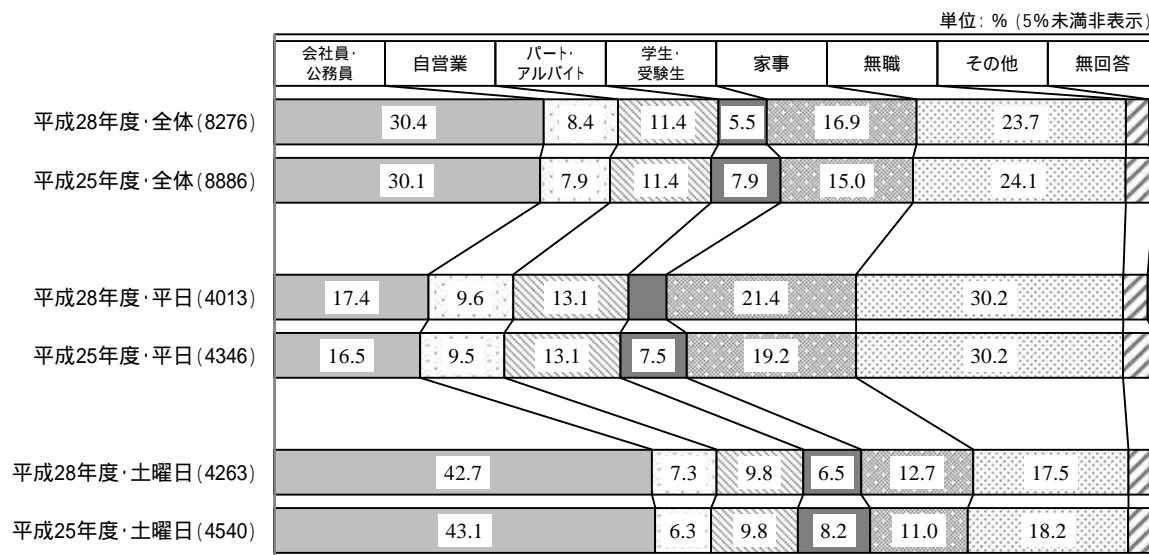 単位: % (5%未満非表示)
会社員・公務員 自営業 パート・アルバイト 学生・受験生 家事 無職 その他 無回答
平成28年度・全体(8276) 30.4 8.4 11.4 5.5 16.9 23.7
平成25年度・全体(8886) 30.1 7.9 11.4 7.9 15.0 24.1
平成28年度・平日(4013) 17.4 9.6 13.1 21.4 30.2
平成25年度・平日(4346) 16.5 9.5 13.1 7.5 19.2 30.2
平成28年度・土曜日(4263) 42.7 7.3 9.8 6.5 12.7 17.5
平成25年度・土曜日(4540) 43.1 6.3 9.8 8.2 11.0 18.2